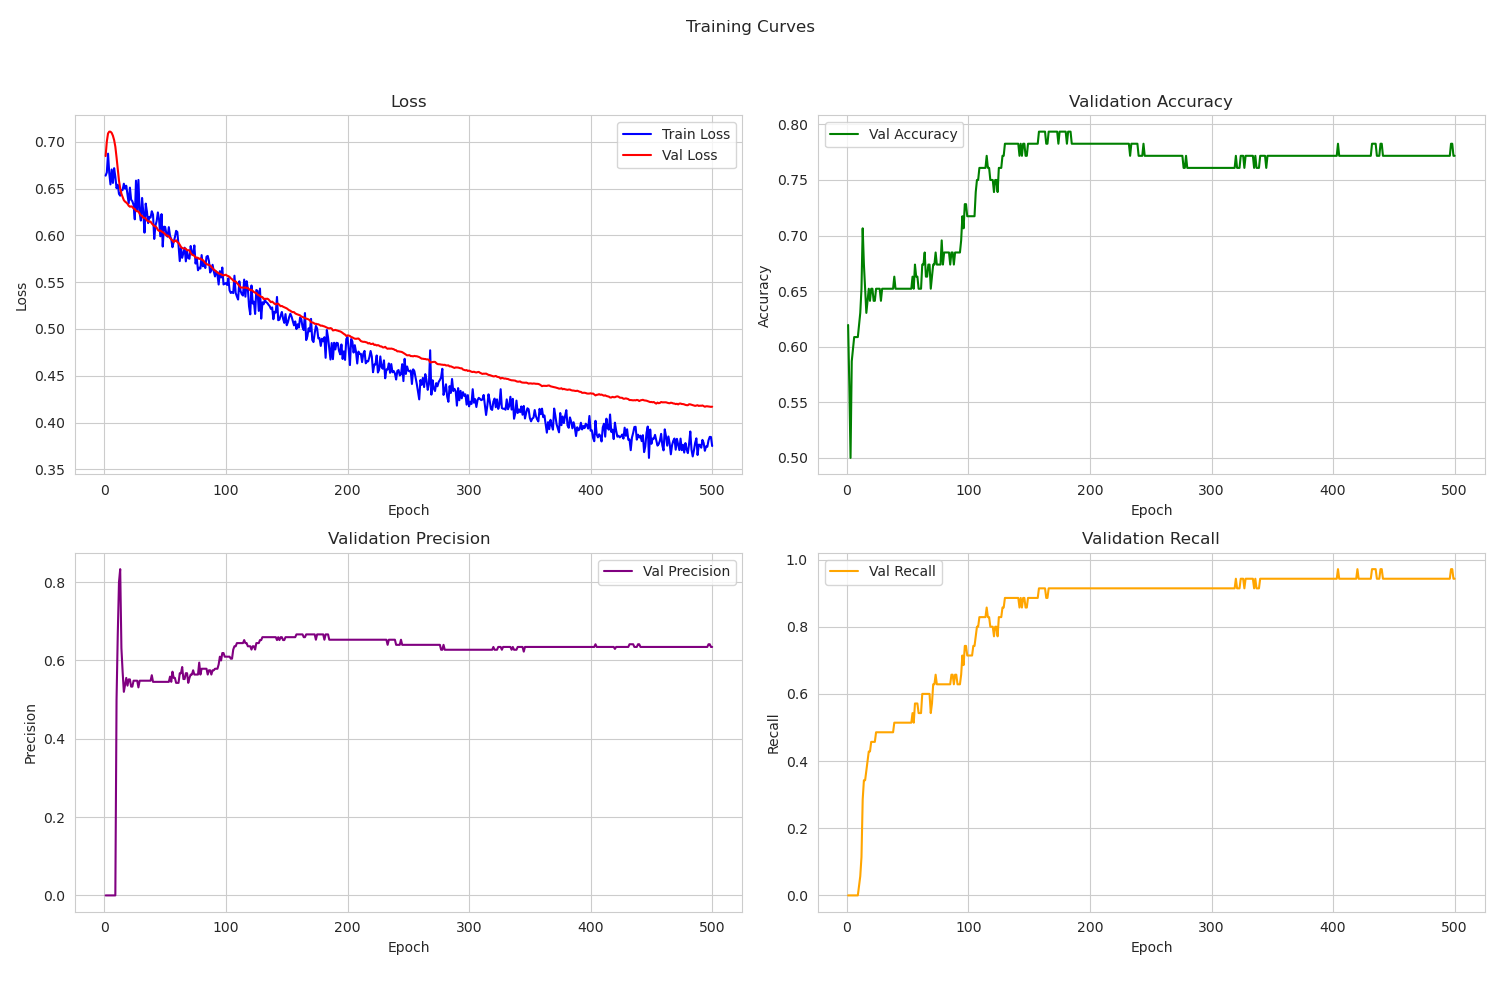 Training Curves
Loss
Train Loss
Val Loss
0.70
0.65
0.60
0.55
0.50
0.45
0.40
0.35
Loss
0 100 200 300 400 500
Epoch
Validation Accuracy
Val Accuracy
0.80
0.75
0.70
0.65
0.60
0.55
0.50
Accuracy
0 100 200 300 400 500
Epoch
Validation Precision
Val Precision
0.8
0.6
0.4
0.2
0.0
Precision
0 100 200 300 400 500
Epoch
Validation Recall
Val Recall
1.0
0.8
0.6
0.4
0.2
0.0
Recall
0 100 200 300 400 500
Epoch